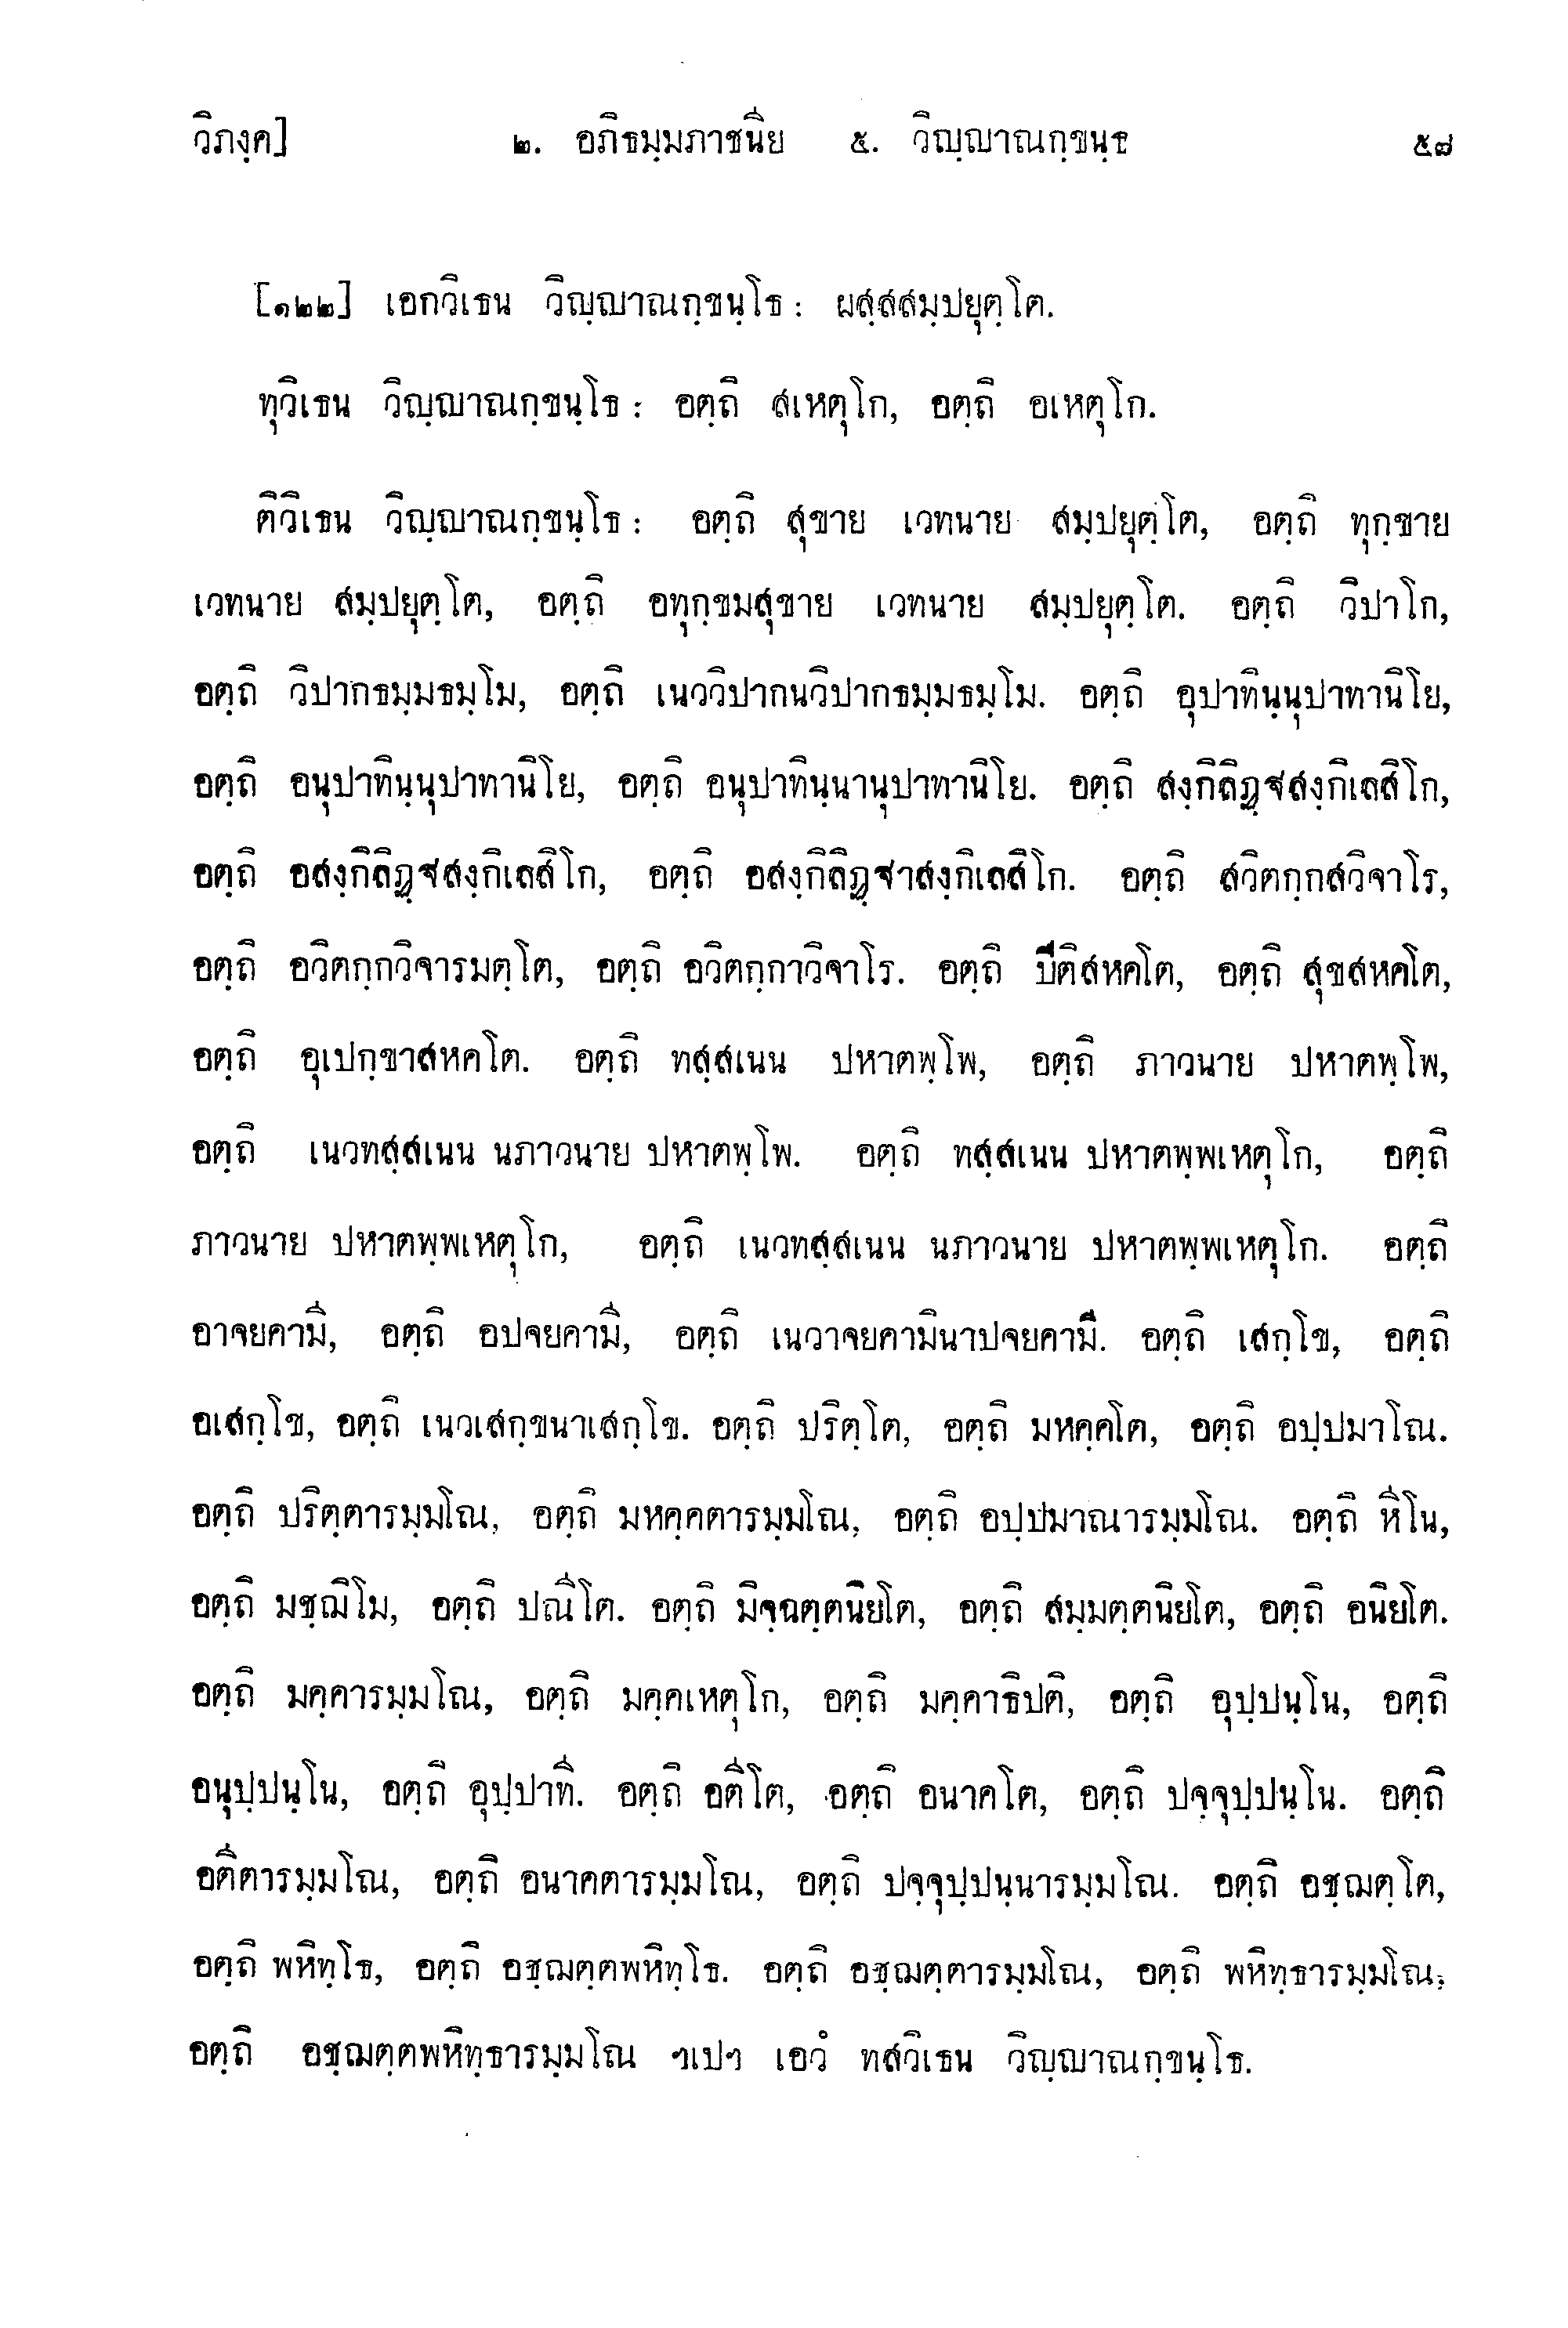 วิภงฺค] ๒. อภิธมฺมภาชนีย ๕. วิญฺญาณกฺขนฺธ ๕๘
[๑๒๒] เอกวิเธน วิญฺญาณกฺขนฺโธ: ผสฺสสมฺปยุตฺโต.
ทุวิเธน วิญฺญาณกฺขนฺโธ: อตฺถิ สเหตุโก, อตฺถิ อเหตุโก.
ติวิเธน วิญฺญาณกฺขนฺโธ: อตฺถิ สุขาย เวทนาย สมฺปยุตฺโต, อตฺถิ ทุกฺขาย
เวทนาย สมฺปยุตฺโต, อตฺถิ อทุกฺขมสุขาย เวทนาย สมฺปยุตฺโต. อตฺถิ วิปาโก,
อตฺถิ วิปากธมฺมธมฺโม, อตฺถิ เนววิปากนวิปากธมฺมธมฺโม. อตฺถิ อุปาทินฺนุปาทานิโย,
อตฺถิ อนุปาทินฺนุปาทานิโย, อตฺถิ อนุปาทินฺนานุปาทานิโย. อตฺถิ สงฺกิลิฏฺสงฺกิเลสิโก,
อตฺถิ อสงฺกิลิฏฺสงฺกิเลสิโก, อตฺถิ อสงฺกิลิฏฺาสงฺกิเลสิโก. อตฺถิ สวิตกฺกสวิจาโร,
อตฺถิ อวิตกฺกวิจารมตฺโต, อตฺถิ อวิตกฺกาวิจาโร. อตฺถิ ปีติสหคโต, อตฺถิ สุขสหคโต,
อตฺถิ อุเปกฺขาสหคโต. อตฺถิ ทสฺสเนน ปหาตพฺโพ, อตฺถิ ภาวนาย ปหาตพฺโพ,
อตฺถิ เนวทสฺสเนน นภาวนาย ปหาตพฺโพ. อตฺถิ ทสฺสเนน ปหาตพฺพเหตุโก, อตฺถิ
ภาวนาย ปหาตพฺพเหตุโก, อตฺถิ เนวทสฺสเนน นภาวนาย ปหาตพฺพเหตุโก. อตฺถิ
อาจยคามี, อตฺถิ อปจยคามี, อตฺถิ เนวาจยคามินาปจยคามี. อตฺถิ เสกฺโข, อตฺถิ
อเสกฺโข, อตฺถิ เนวเสกฺขนาเสกฺโข. อตฺถิ ปริตฺโต, อตฺถิ มหคฺคโต, อตฺถิ อปฺปมาโณ.
อตฺถิ ปริตฺตารมฺมโณ, อตฺถิ มหคฺคตารมฺมโณ, อตฺถิ อปฺปมาณารมฺมโณ. อตฺถิ หีโน,
อตฺถิ มชฺฌิโม, อตฺถิ ปณีโต. อตฺถิ มิจฺฉตฺตนิยโต, อตฺถิ สมฺมตฺตนิยโต, อตฺถิ อนิยโต.
อตฺถิ มคฺคารมฺมโณ, อตฺถิ มคฺคเหตุโก, อตฺถิ มคฺคาธิปติ, อตฺถิ อุปฺปนฺโน, อตฺถิ
อนุปฺปนฺโน, อตฺถิ อุปฺปาที. อตฺถิ อตีโต, อตฺถิ อนาคโต, อตฺถิ ปจฺจุปฺปนฺโน. อตฺถิ
อตีตารมฺมโณ, อตฺถิ อนาคตารมฺมโณ, อตฺถิ ปจฺจุปฺปนฺนารมฺมโณ. อตฺถิ อชฺฌตฺโต,
อตฺถิ พหิทฺโธ, อตฺถิ อชฺฌตฺตพหิทฺโธ. อตฺถิ อชฺฌตฺตารมฺมโณ, อตฺถิ พหิทฺธารมฺมโณ,
อตฺถิ อชฺฌตฺตพหิทฺธารมฺมโณ ฯเปฯ เอวํ ทสวิเธน วิญฺญาณกฺขนฺโธ.